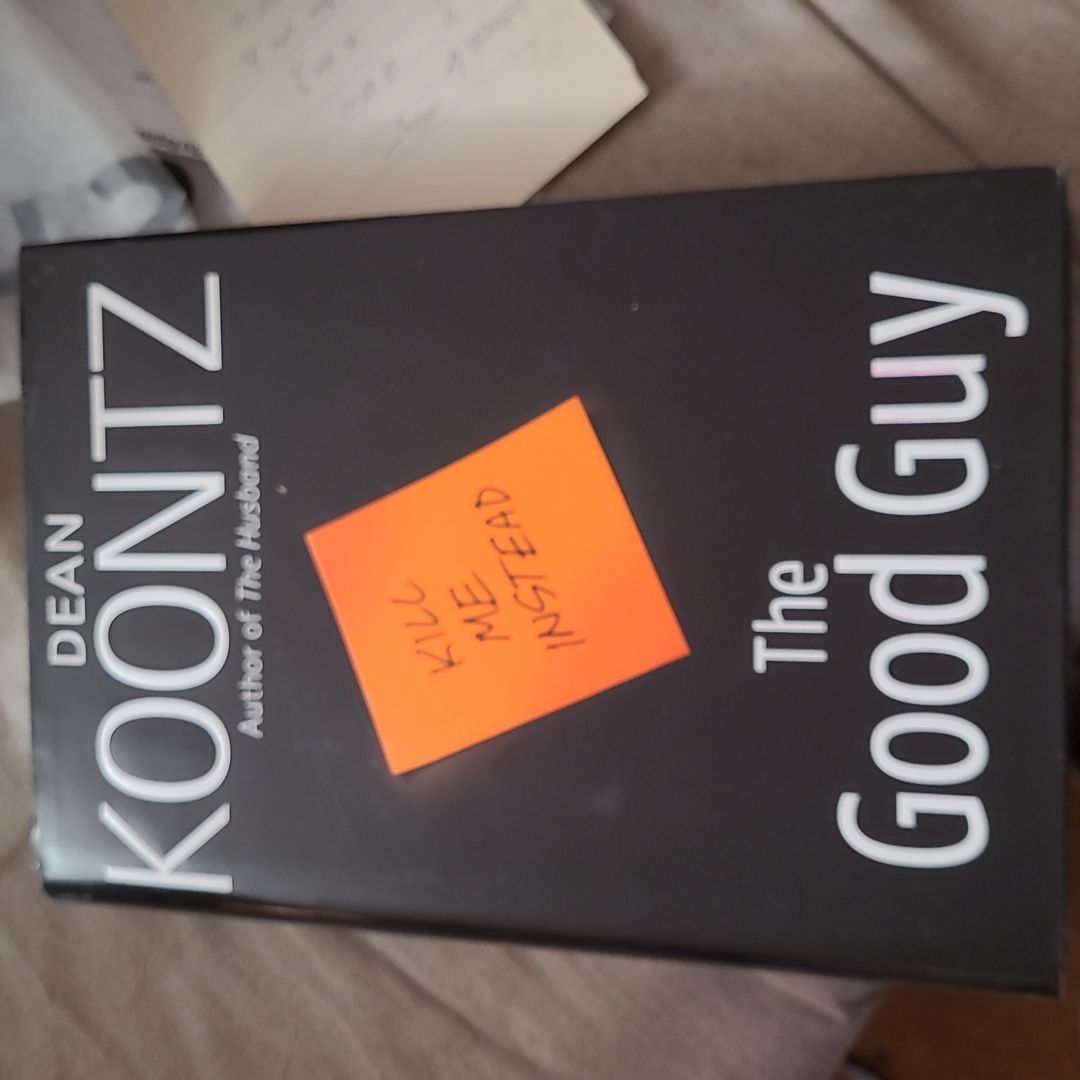 DEAN
KOONTZ
Author of The Husband
KILL
ME
INSTEAD
The
Good Guy